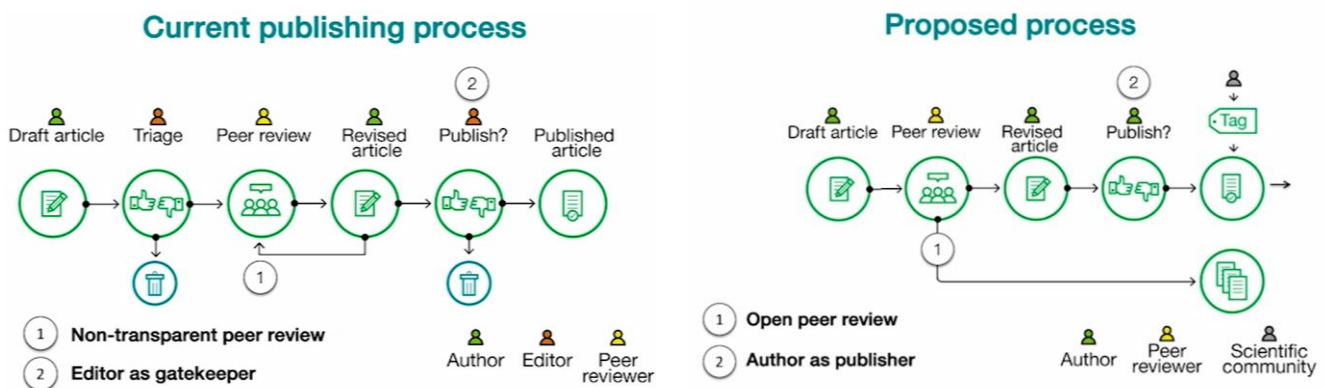 Current publishing process
2
Draft article
Triage
Peer review
Revised
article
Publish?
Published
article
1
1 Non-transparent peer review
2 Editor as gatekeeper
Author
Editor
Peer
reviewer
Proposed process
2
Tag
Draft article
Peer review
Revised
article
Publish?
1
1 Open peer review
2 Author as publisher
Author
Peer
reviewer
Scientific
community